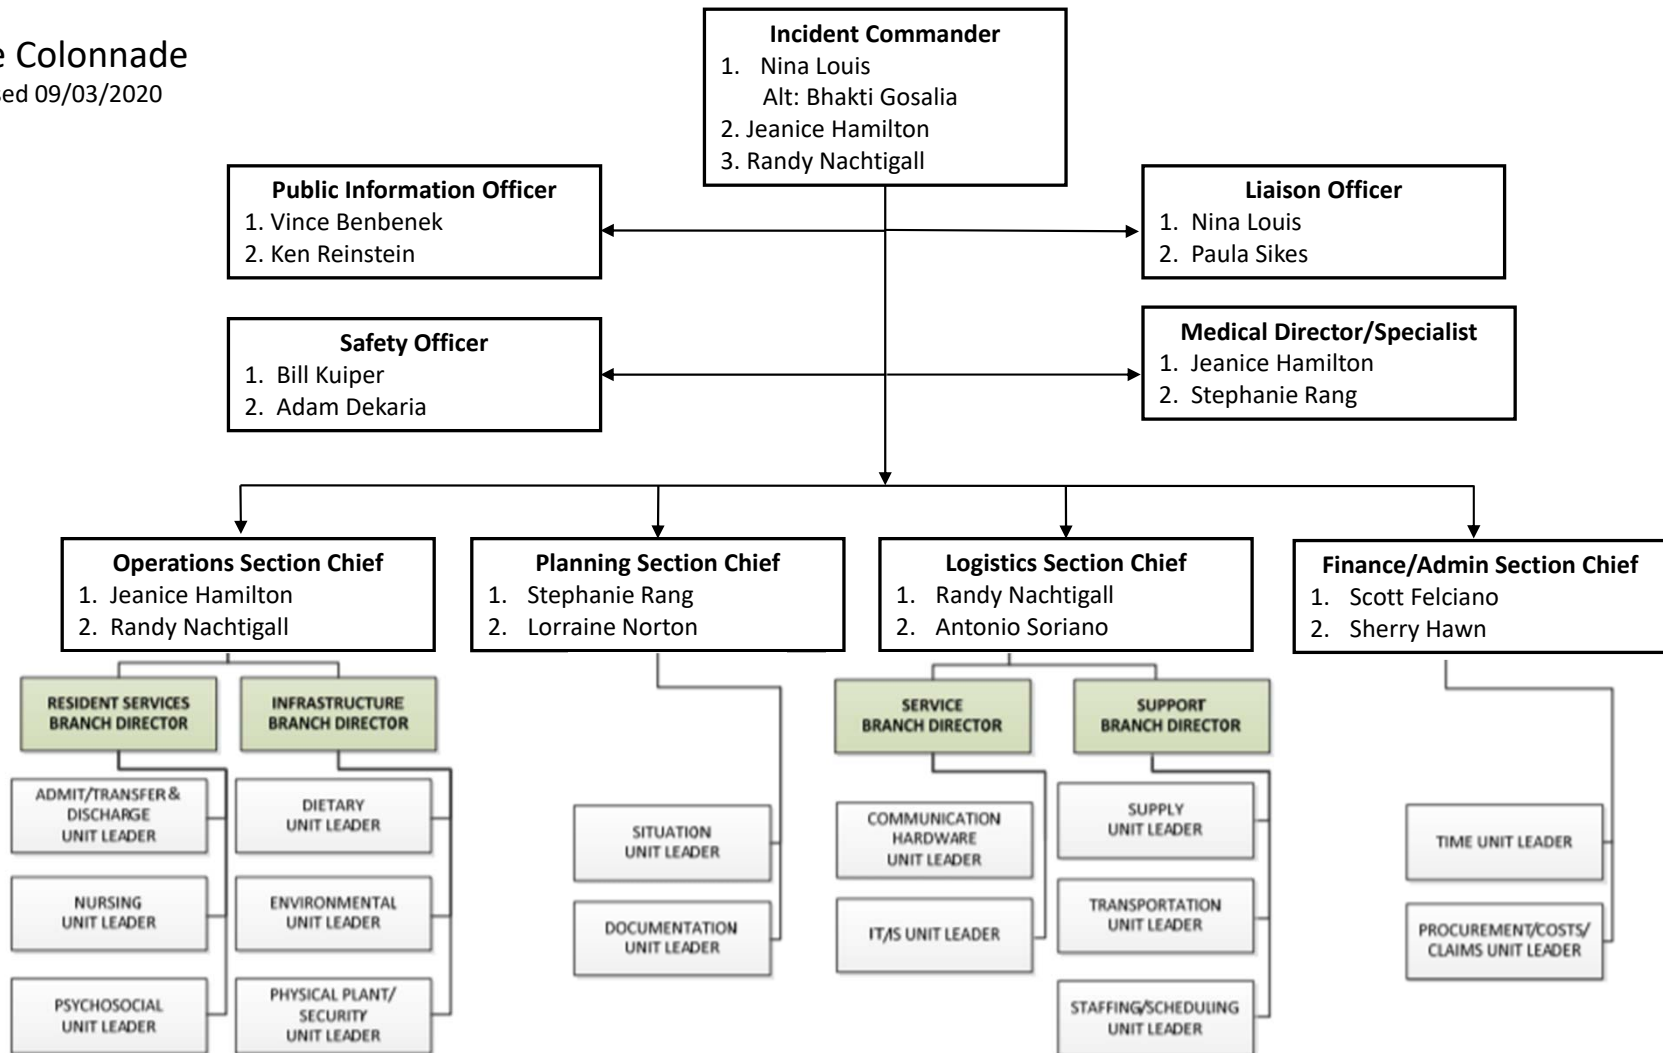 Colonnade
09/03/2020
Incident Commander
1. Nina Louis
Alt: Bhakti Gosalia
2. Jeanice Hamilton
3. Randy Nachtigall
Public Information Officer
1. Vince Benbenek
2. Ken Reinstein
Liaison Officer
1. Nina Louis
2. Paula Sikes
Safety Officer
1. Bill Kuiper
2. Adam Dekaria
Medical Director/Specialist
1. Jeanice Hamilton
2. Stephanie Rang
Operations Section Chief
1. Jeanice Hamilton
2. Randy Nachtigall
Planning Section Chief
1. Stephanie Rang
2. Lorraine Norton
Logistics Section Chief
1. Randy Nachtigall
2. Antonio Soriano
Finance/Admin Section Chief
1. Scott Felciano
2. Sherry Hawn
RESIDENT SERVICES
BRANCH DIRECTOR
INFRASTRUCTURE
BRANCH DIRECTOR
SERVICE
BRANCH DIRECTOR
SUPPORT
BRANCH DIRECTOR
ADMIT/TRANSFER &
DISCHARGE
UNIT LEADER
NURSING
UNIT LEADER
PSYCHOSOCIAL
UNIT LEADER
DIETARY
UNIT LEADER
ENVIRONMENTAL
UNIT LEADER
PHYSICAL PLANT/
SECURITY
UNIT LEADER
SITUATION
UNIT LEADER
DOCUMENTATION
UNIT LEADER
COMMUNICATION
HARDWARE
UNIT LEADER
IT/IS UNIT LEADER
SUPPLY
UNIT LEADER
TRANSPORTATION
UNIT LEADER
STAFFING/SCHEDULING
UNIT LEADER
TIME UNIT LEADER
PROCUREMENT/COSTS/
CLAIMS UNIT LEADER